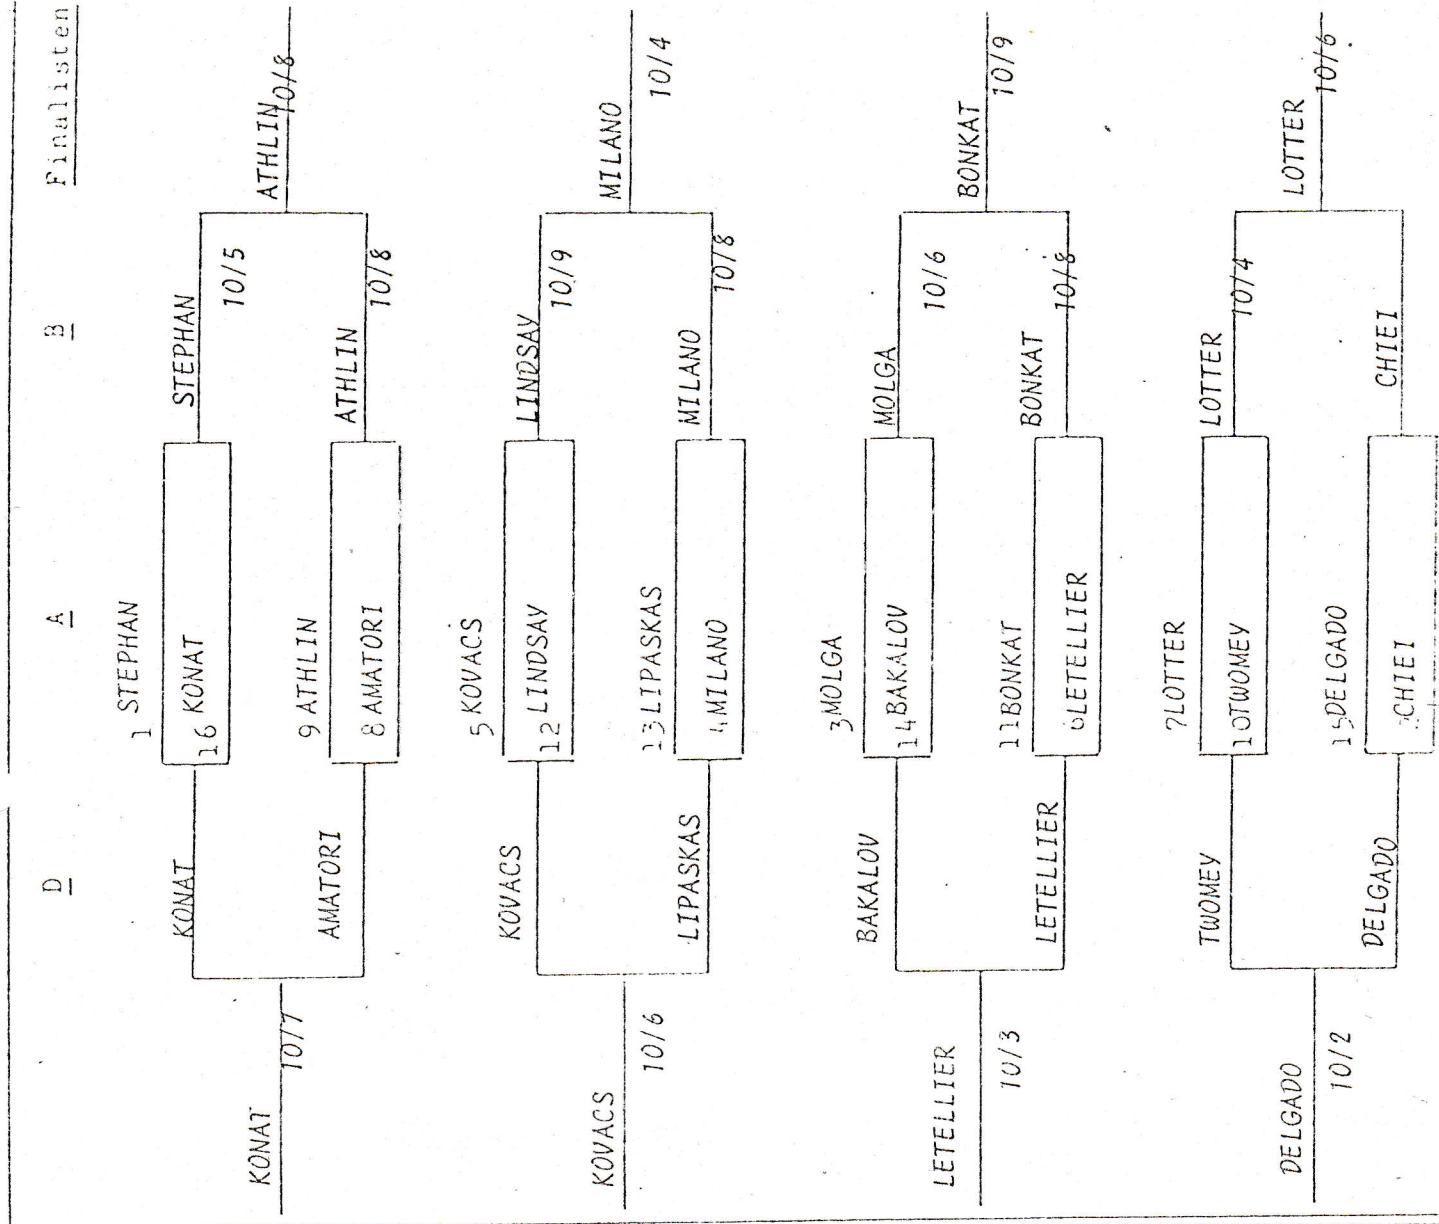 D
A
B
Finalisten
1 STEPHAN
STEPHAN
KONAT
16 KONAT
10/5
ATHLIN
10/8
KONAT
10/7
9 ATHLIN
ATHLIN
AMATORI
8 AMATORI
10/8
5 KOVACS
KOVACS
12 LINDSAY
LINDSAY
10/9
MILANO
10/4
KOVACS
10/6
13 LIPASKAS
LIPASKAS
4 MILANO
MILANO
10/8
3 MOLGA
MOLGA
BAKALOV
14 BAKALOV
10/6
BONKAT
10/9
LETELLIER
10/3
11 BONKAT
BONKAT
LETELLIER
6 LETELLIER
10/8
7 LOTTER
LOTTER
TWOMEY
10 TWOMEY
10/4
LOTTER
10/6
DELGADO
10/2
15 DELGADO
DELGADO
CHIEI
CHIEI